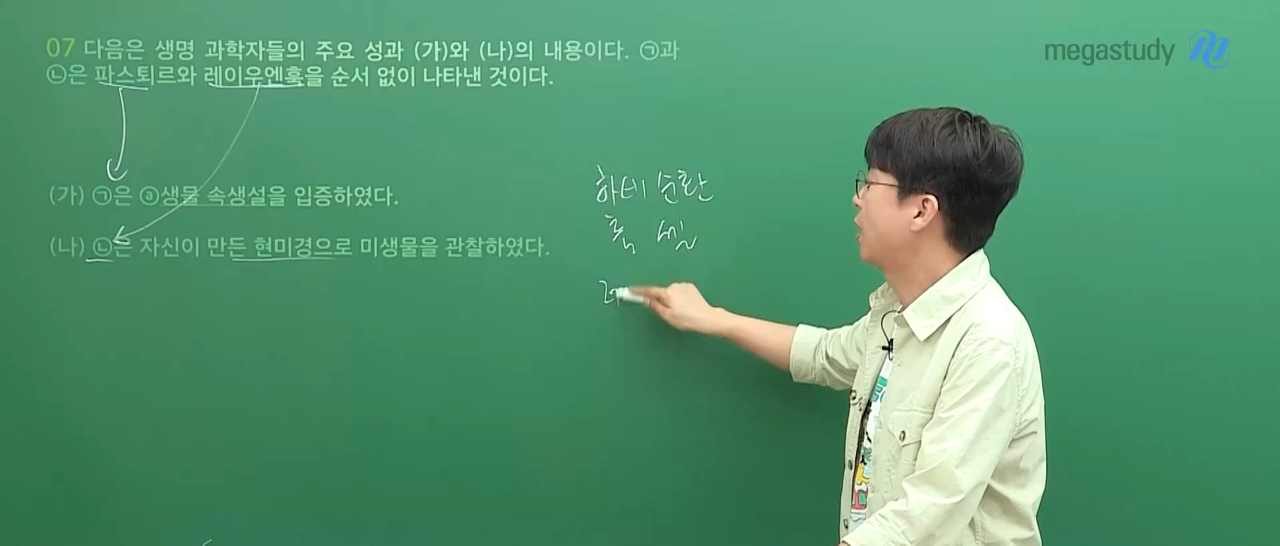 07 다음은 생명 과학자들의 주요 성과 (가)와 (나)의 내용이다. ㉠과
㉡은 파스퇴르와 레이우엔훅을 순서 없이 나타낸 것이다.
megastudy
(가) ㉠은 ⓐ생물 속생설을 입증하였다.
(나) ㉡은 자신이 만든 현미경으로 미생물을 관찰하였다.
하베 순환
훅 세